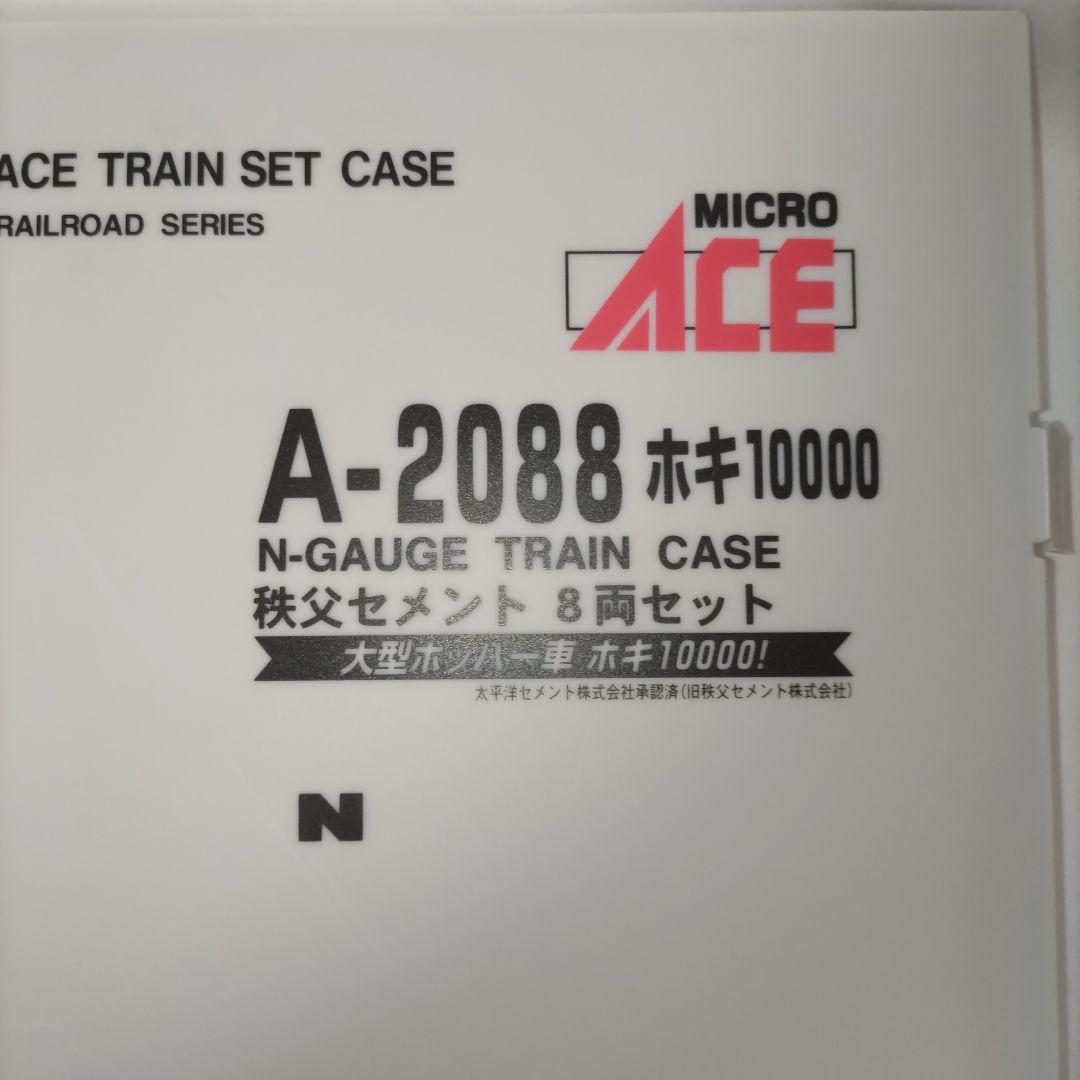 ACE TRAIN SET CASE
RAILROAD SERIES
MICRO
ACE
A-2088 ホキ10000
N-GAUGE TRAIN CASE
秩父セメント 8両セット
大型ホッパー車 ホキ10000!
太平洋セメント株式会社承認済(旧秩父セメント株式会社)
N